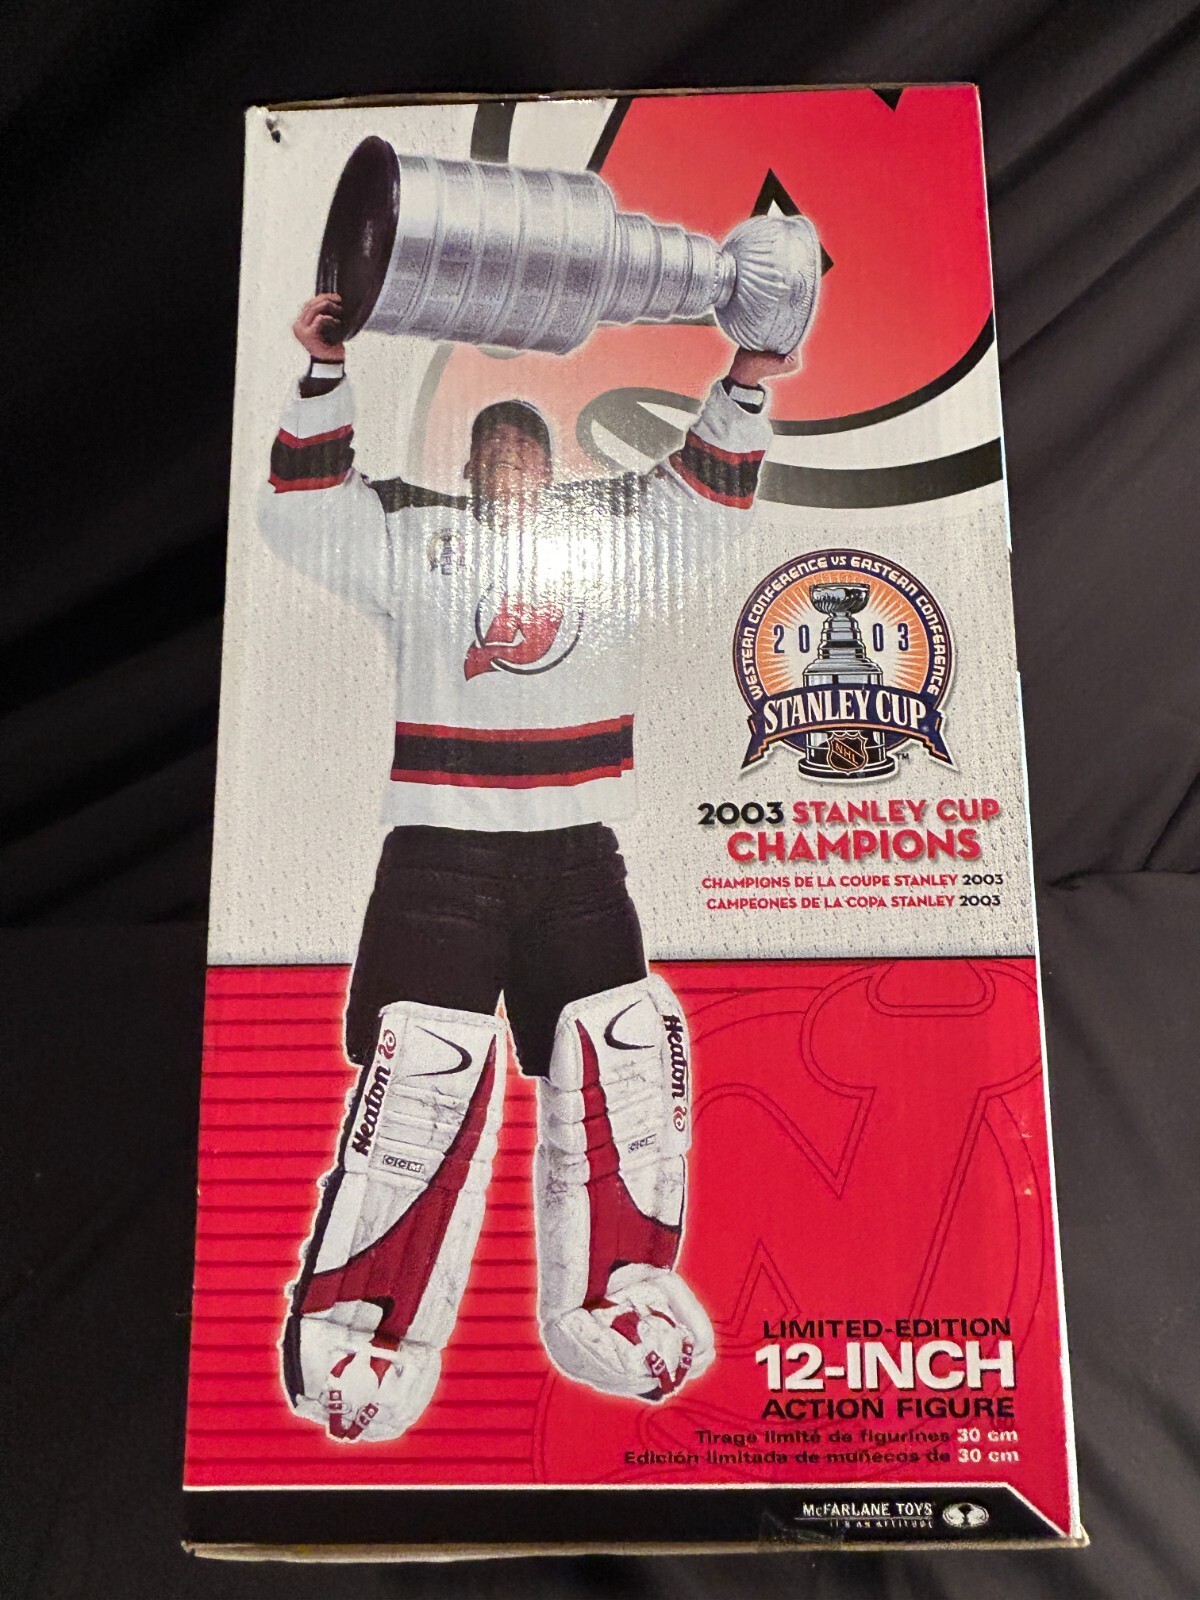 WESTERN CONFERENCE VS EASTERN CONFERENCE
2003
STANLEY CUP
NHL
TM
2003 STANLEY CUP
CHAMPIONS
CHAMPIONS DE LA COUPE STANLEY 2003
CAMPEONES DE LA COPA STANLEY 2003
Heaton
CCM
Heaton
CCM
LIMITED-EDITION
12-INCH
ACTION FIGURE
Tirage limité de figurines 30 cm
Edición limitada de muñecos de 30 cm
McFARLANE TOYS